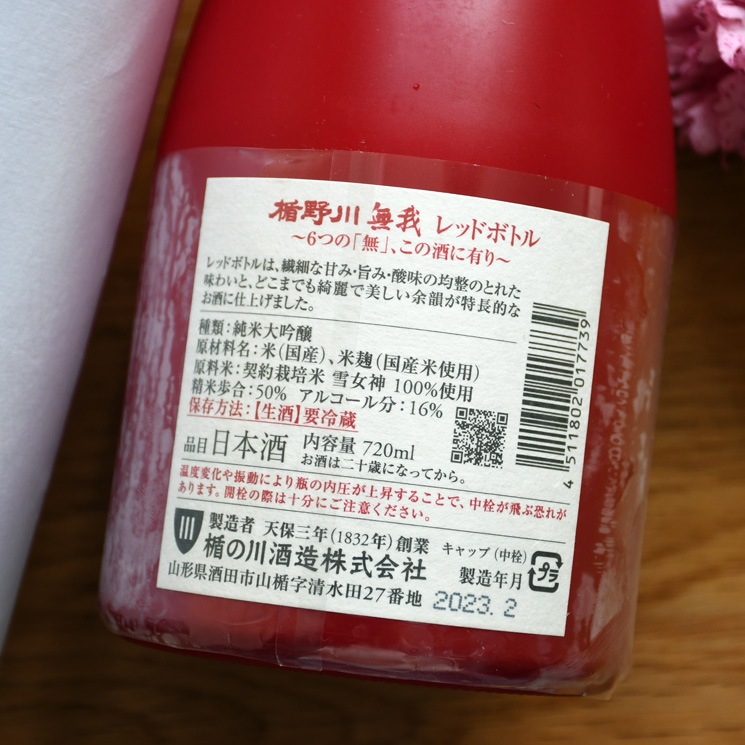 楯野川 無我 レッドボトル
～6つの「無」、この酒に有り～
レッドボトルは、繊細な甘み・旨み・酸味の均整のとれた
味わいと、どこまでも綺麗で美しい余韻が特長的な
お酒に仕上げました。
種類：純米大吟醸
原材料名：米（国産）、米麹（国産米使用）
原料米：契約栽培米 雪女神 100%使用
精米歩合：50% アルコール分：16%
保存方法：【生酒】要冷蔵
品目 日本酒 内容量 720ml
お酒は二十歳になってから。
温度変化や振動により瓶の内圧が上昇することで、中栓が飛ぶ恐れが
あります。開栓の際は十分にご注意ください。
製造者 天保三年（1832年）創業
楯の川酒造株式会社
山形県酒田市山楯字清水田27番地
キャップ（中栓）
プラ
製造年月
2023. 2
4 511802 017739